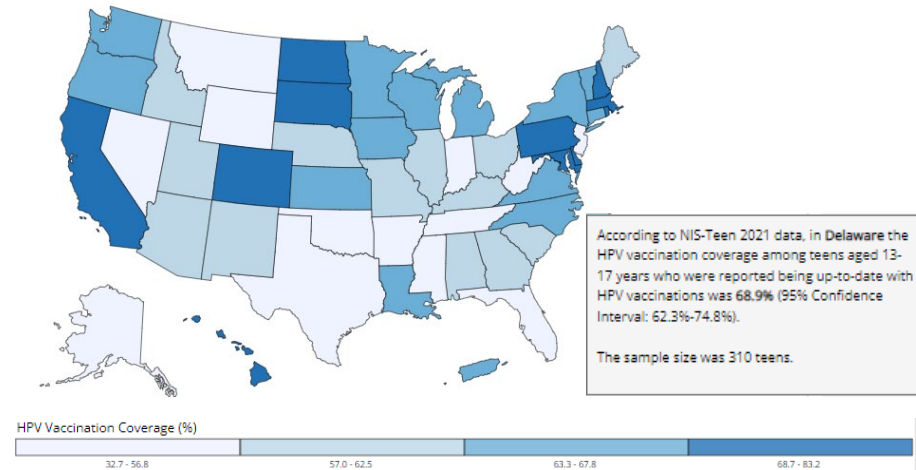 According to NIS-Teen 2021 data, in Delaware the
HPV vaccination coverage among teens aged 13-
17 years who were reported being up-to-date with
HPV vaccinations was 68.9% (95% Confidence
Interval: 62.3%-74.8%).
The sample size was 310 teens.
HPV Vaccination Coverage (%)
32.7 - 56.8
57.0 - 62.5
63.3 - 67.8
68.7 - 83.2